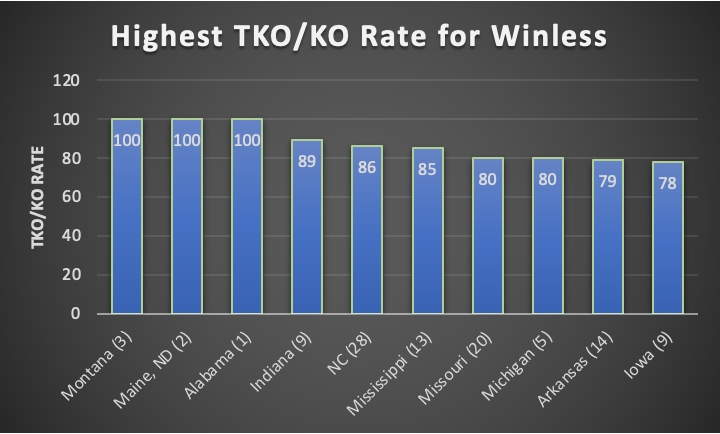 Highest TKO/KO Rate for Winless
TKO/KO RATE
120
100
80
60
40
20
0
100
100
100
89
86
85
80
80
79
78
Montana (3)
Maine, ND (2)
Alabama (1)
Indiana (9)
NC (28)
Mississippi (13)
Missouri (20)
Michigan (5)
Arkansas (14)
Iowa (9)